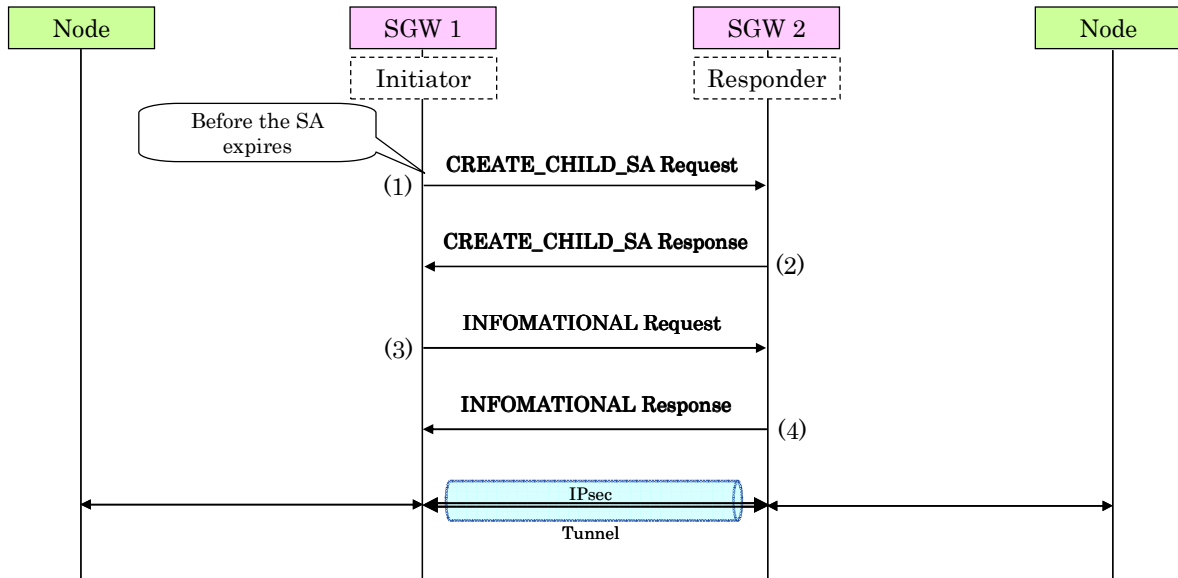 Node
SGW 1
SGW 2
Node
Initiator
Responder
Before the SA
expires
CREATE_CHILD_SA Request
(1)
CREATE_CHILD_SA Response
(2)
INFOMATIONAL Request
(3)
INFOMATIONAL Response
(4)
IPsec
Tunnel